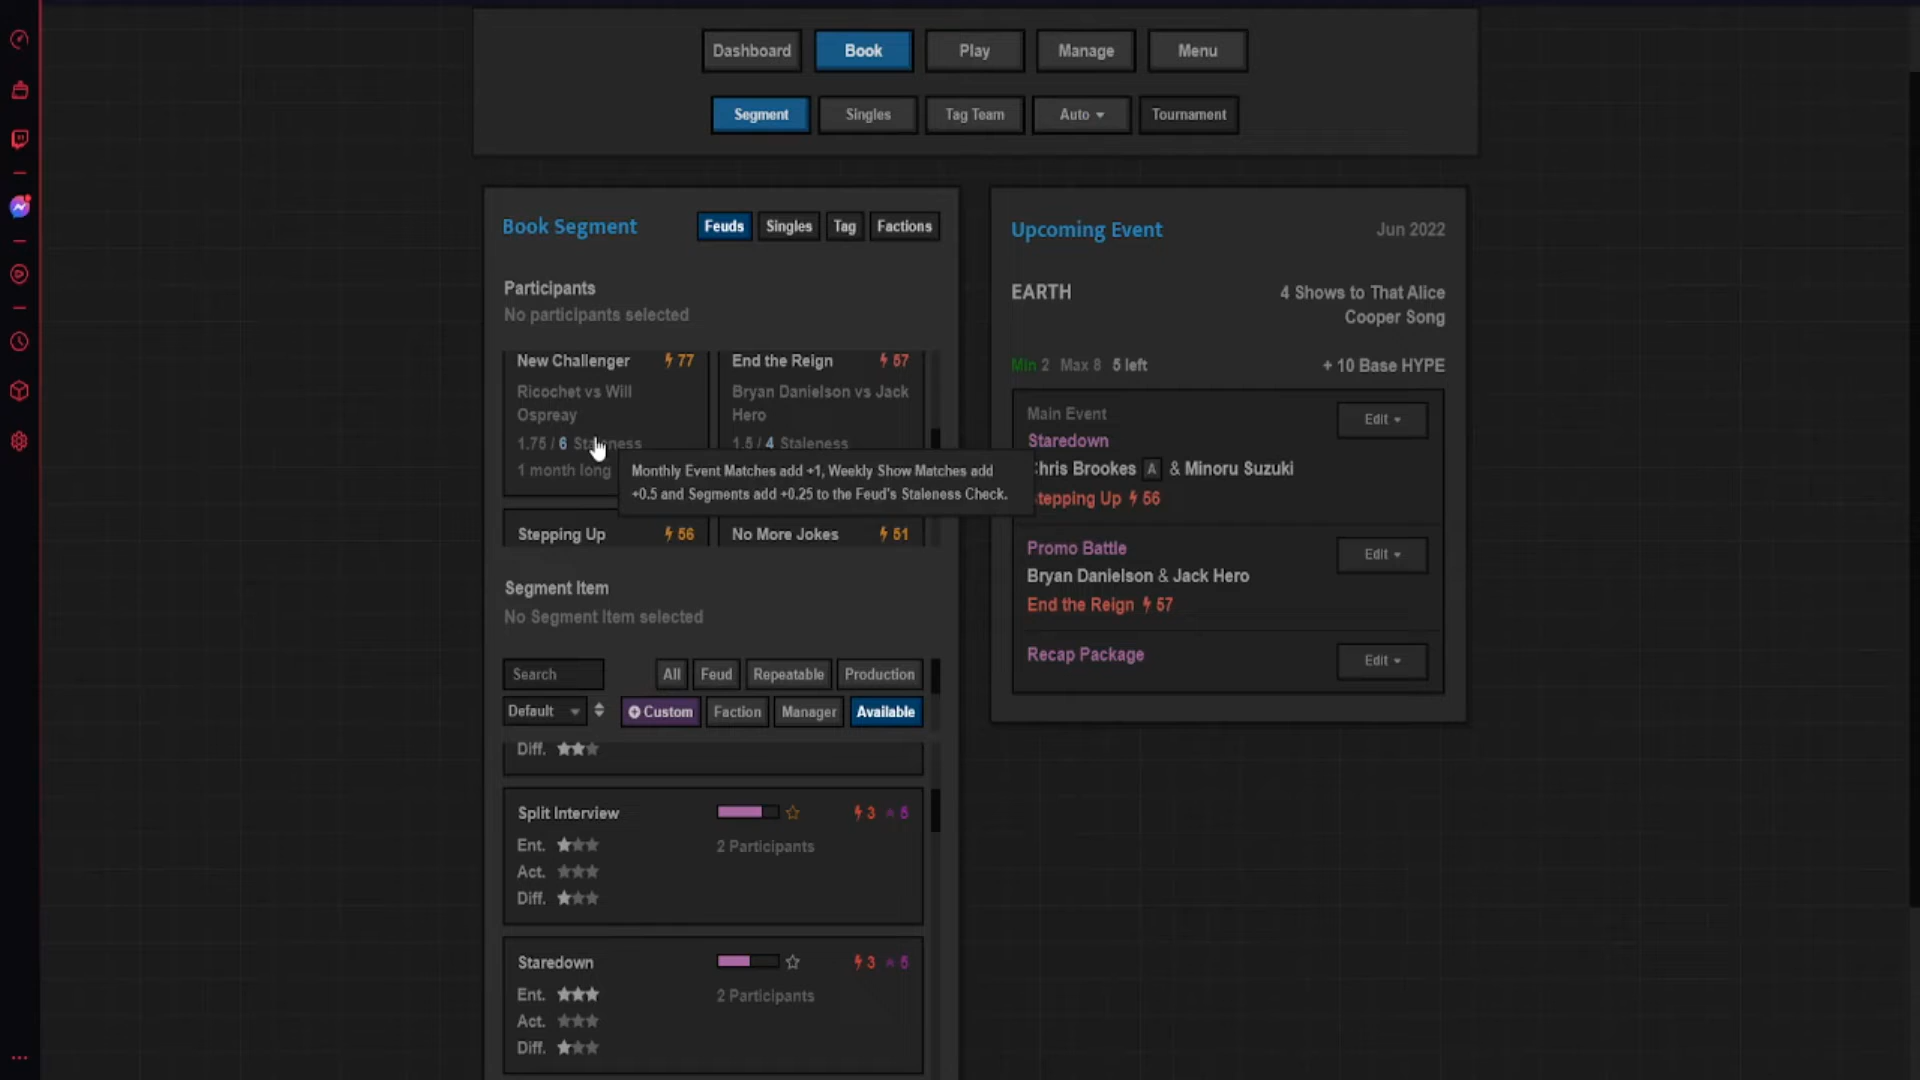 Dashboard Book Play Manage Menu
Segment Singles Tag Team Auto Tournament
Book Segment Feuds Singles Tag Factions
Participants
No participants selected
New Challenger 77
Ricochet vs Will
Ospreay
1.75 / 6 Staleness
1 month long
End the Reign 57
Bryan Danielson vs Jack
Hero
1.5 / 4 Staleness
Monthly Event Matches add +1, Weekly Show Matches add
+0.5 and Segments add +0.25 to the Feud's Staleness Check.
Stepping Up 56
No More Jokes 51
Segment Item
No Segment Item selected
Search All Feud Repeatable Production
Default Custom Faction Manager Available
Diff.
Split Interview 3 5
Ent. 2 Participants
Act.
Diff.
Staredown 3 5
Ent. 2 Participants
Act.
Diff.
Upcoming Event Jun 2022
EARTH 4 Shows to That Alice
Cooper Song
Min 2 Max 8 5 left + 10 Base HYPE
Main Event Edit
Staredown
Chris Brookes A & Minoru Suzuki
Stepping Up 56
Promo Battle Edit
Bryan Danielson & Jack Hero
End the Reign 57
Recap Package Edit